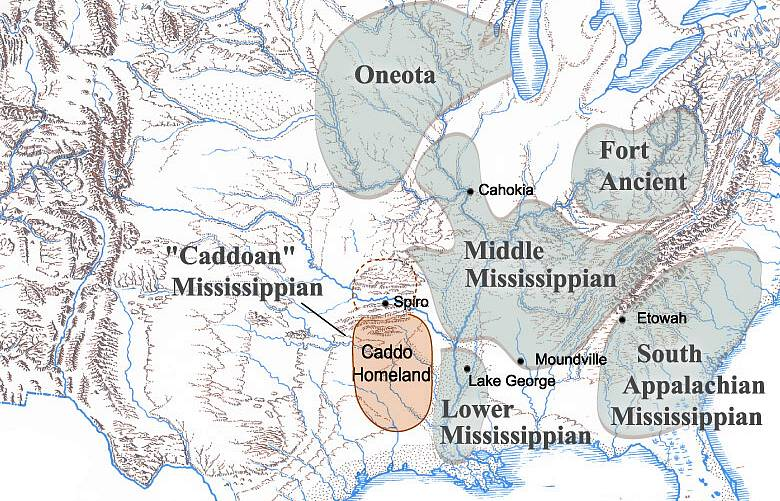 Oneota
Fort
Ancient
Cahokia
"Caddoan"
Mississippian
Middle
Mississippian
Spiro
Etowah
Caddo
Homeland
Moundville
Lake George
South
Appalachian
Mississippian
Lower
Mississippian